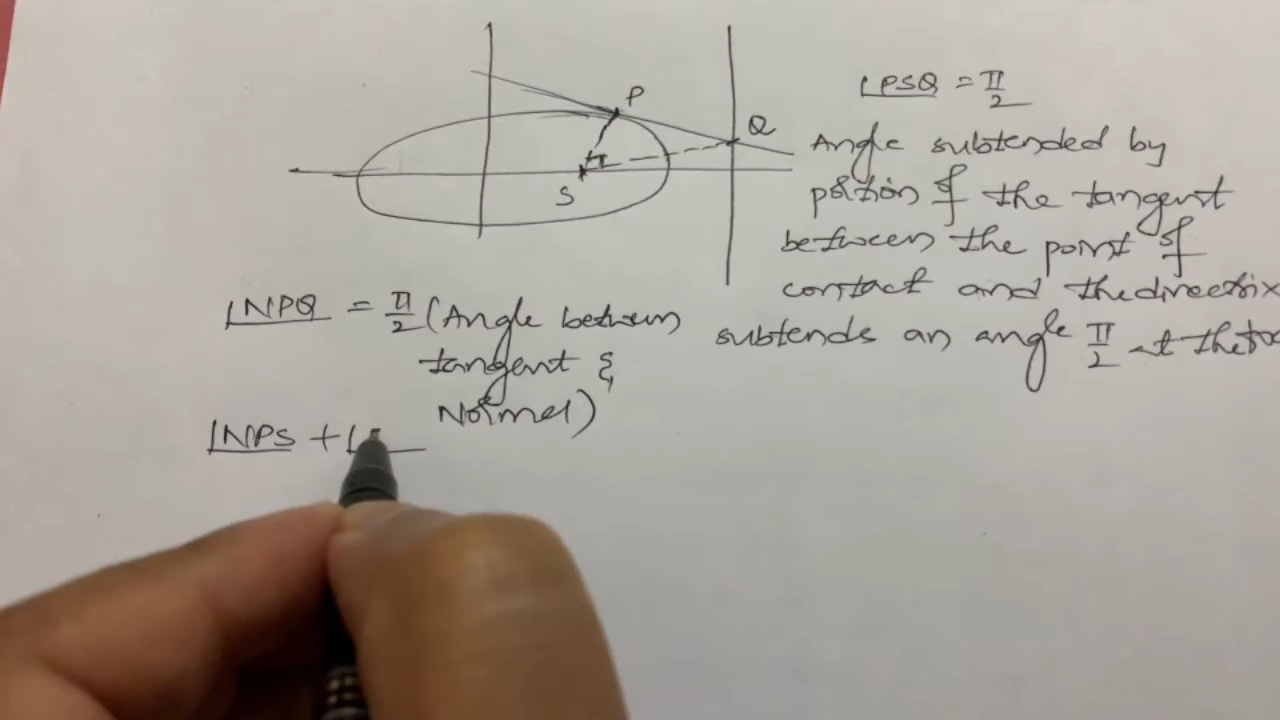 P
Q
S
∠PSQ = π/2
Angle subtended by
portion of the tangent
between the point of
contact and the directrix
subtends an angle π/2 at the fo
∠NPQ = π/2 (Angle between
tangent &
Normal)
∠NPS + ∠